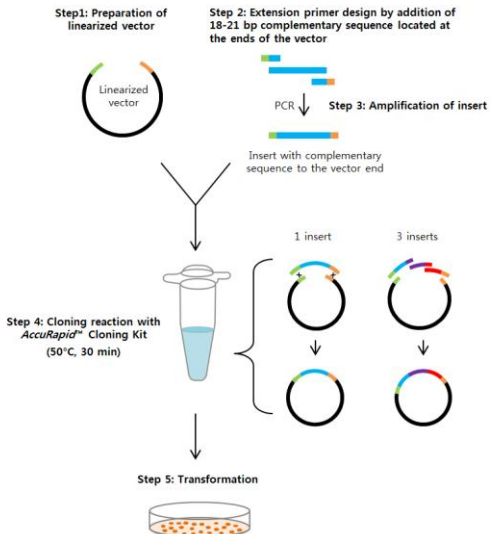 Step1: Preparation of
linearized vector
Linearized
vector
Step 2: Extension primer design by addition of
18-21 bp complementary sequence located at
the ends of the vector
PCR
Step 3: Amplification of insert
Insert with complementary
sequence to the vector end
1 insert
3 inserts
+ +
Step 4: Cloning reaction with
AccuRapid™ Cloning Kit
(50°C, 30 min)
Step 5: Transformation